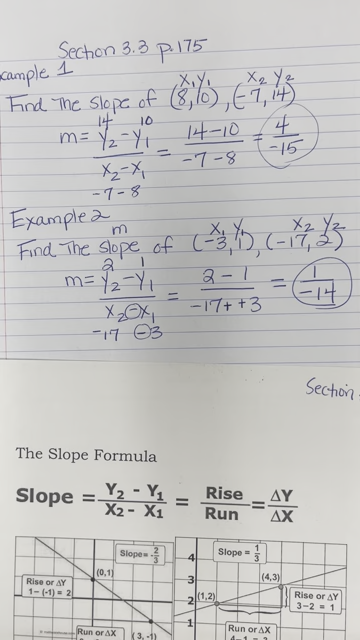 Section 3.3 p.175
xample 1
X₁ Y₁ X₂ Y₂
Find The slope of (8,10), (-7,14)
14 10
m = Y₂ - Y₁ = 14-10 = 4
X₂ - X₁ -7-8 -15
-7-8
Example 2
m X₁ Y₁ X₂ Y₂
Find The slope of (-3,1), (-17,2)
2 1
m = Y₂ - Y₁ = 2-1 = 1
X₂ - X₁ -17++3 -14
-17 -3
Section
The Slope Formula
Slope = Y₂ - Y₁ = Rise = ΔY
X₂ - X₁ Run ΔX
Slope = -2/3
(0,1)
Rise or ΔY
1-(-1) = 2
Run or ΔX
(3,-1)
Slope = 1/3
4
3
2
1
(1,2)
(4,3)
Rise or ΔY
3-2 = 1
Run or ΔX